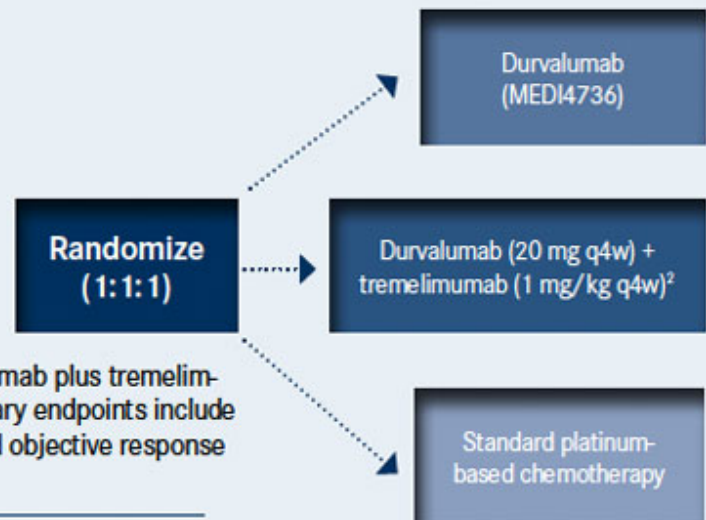 Durvalumab
(MEDI4736)
Randomize
(1:1:1)
Durvalumab (20 mg q4w) +
tremelimumab (1 mg/kg q4w)²
umab plus tremelim-
ary endpoints include
objective response
Standard platinum-
based chemotherapy